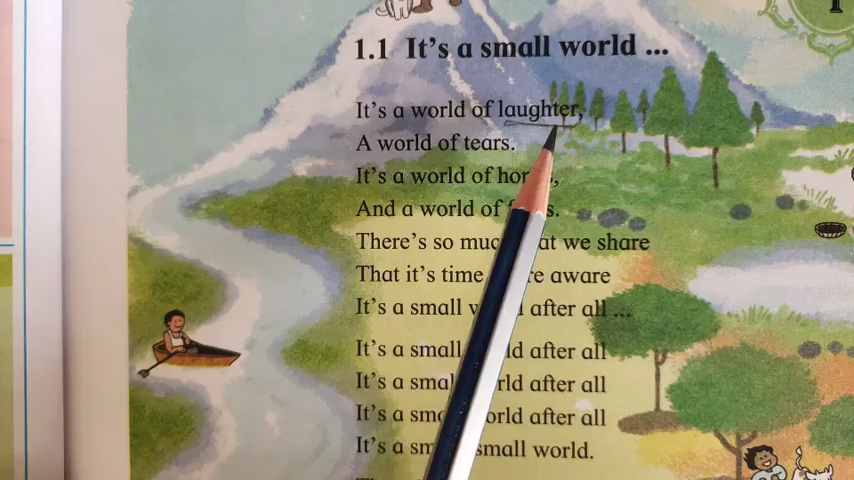 1.1 It's a small world ...
It's a world of laughter,
A world of tears.
It's a world of
And a world of
There's so at we share
That it's time aware
It's a small after all ...
It's a small after all
It's a after all
It's a after all
It's a small world.